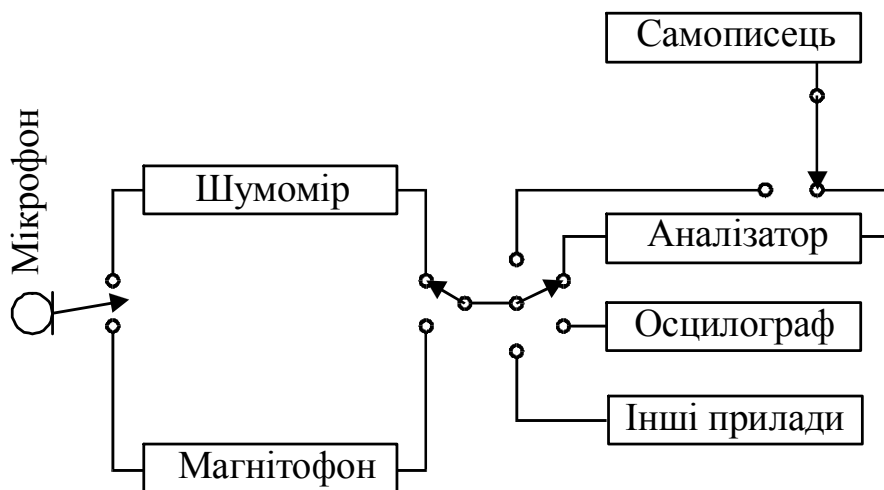 Самописець
Мікрофон
Шумомір
Аналізатор
Осцилограф
Інші прилади
Магнітофон